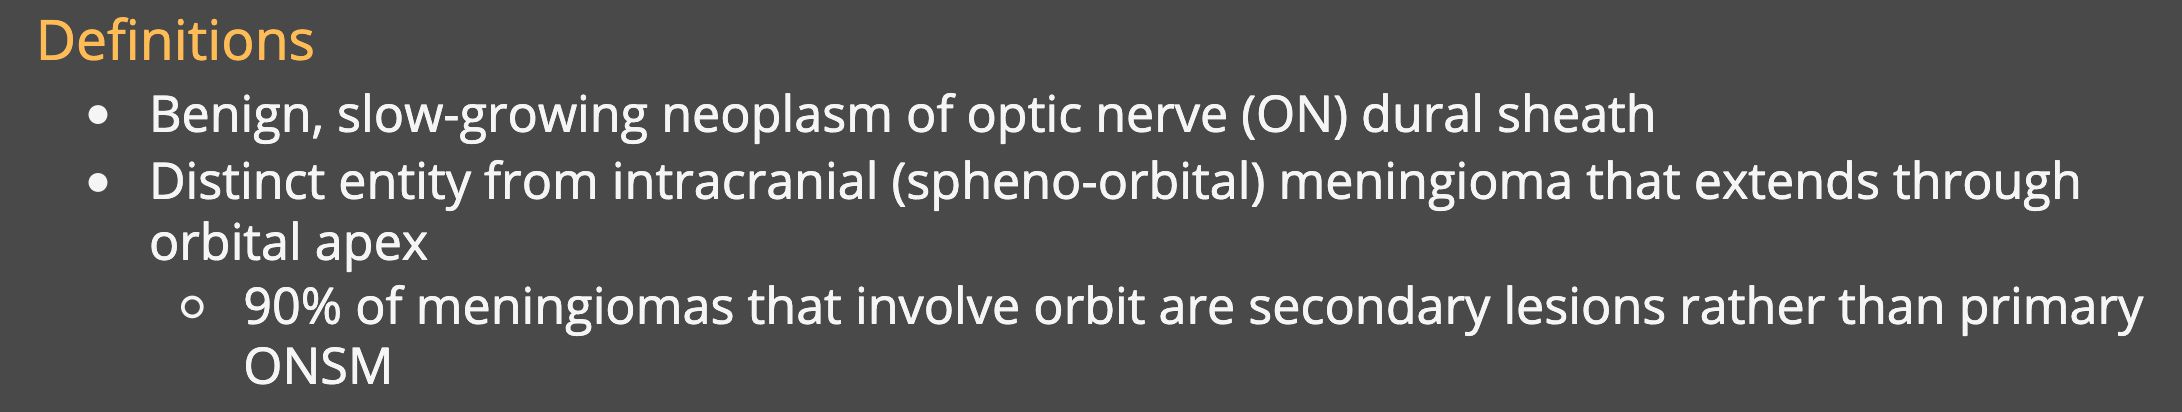 Definitions
• Benign, slow-growing neoplasm of optic nerve (ON) dural sheath
• Distinct entity from intracranial (spheno-orbital) meningioma that extends through
orbital apex
◦ 90% of meningiomas that involve orbit are secondary lesions rather than primary
ONSM